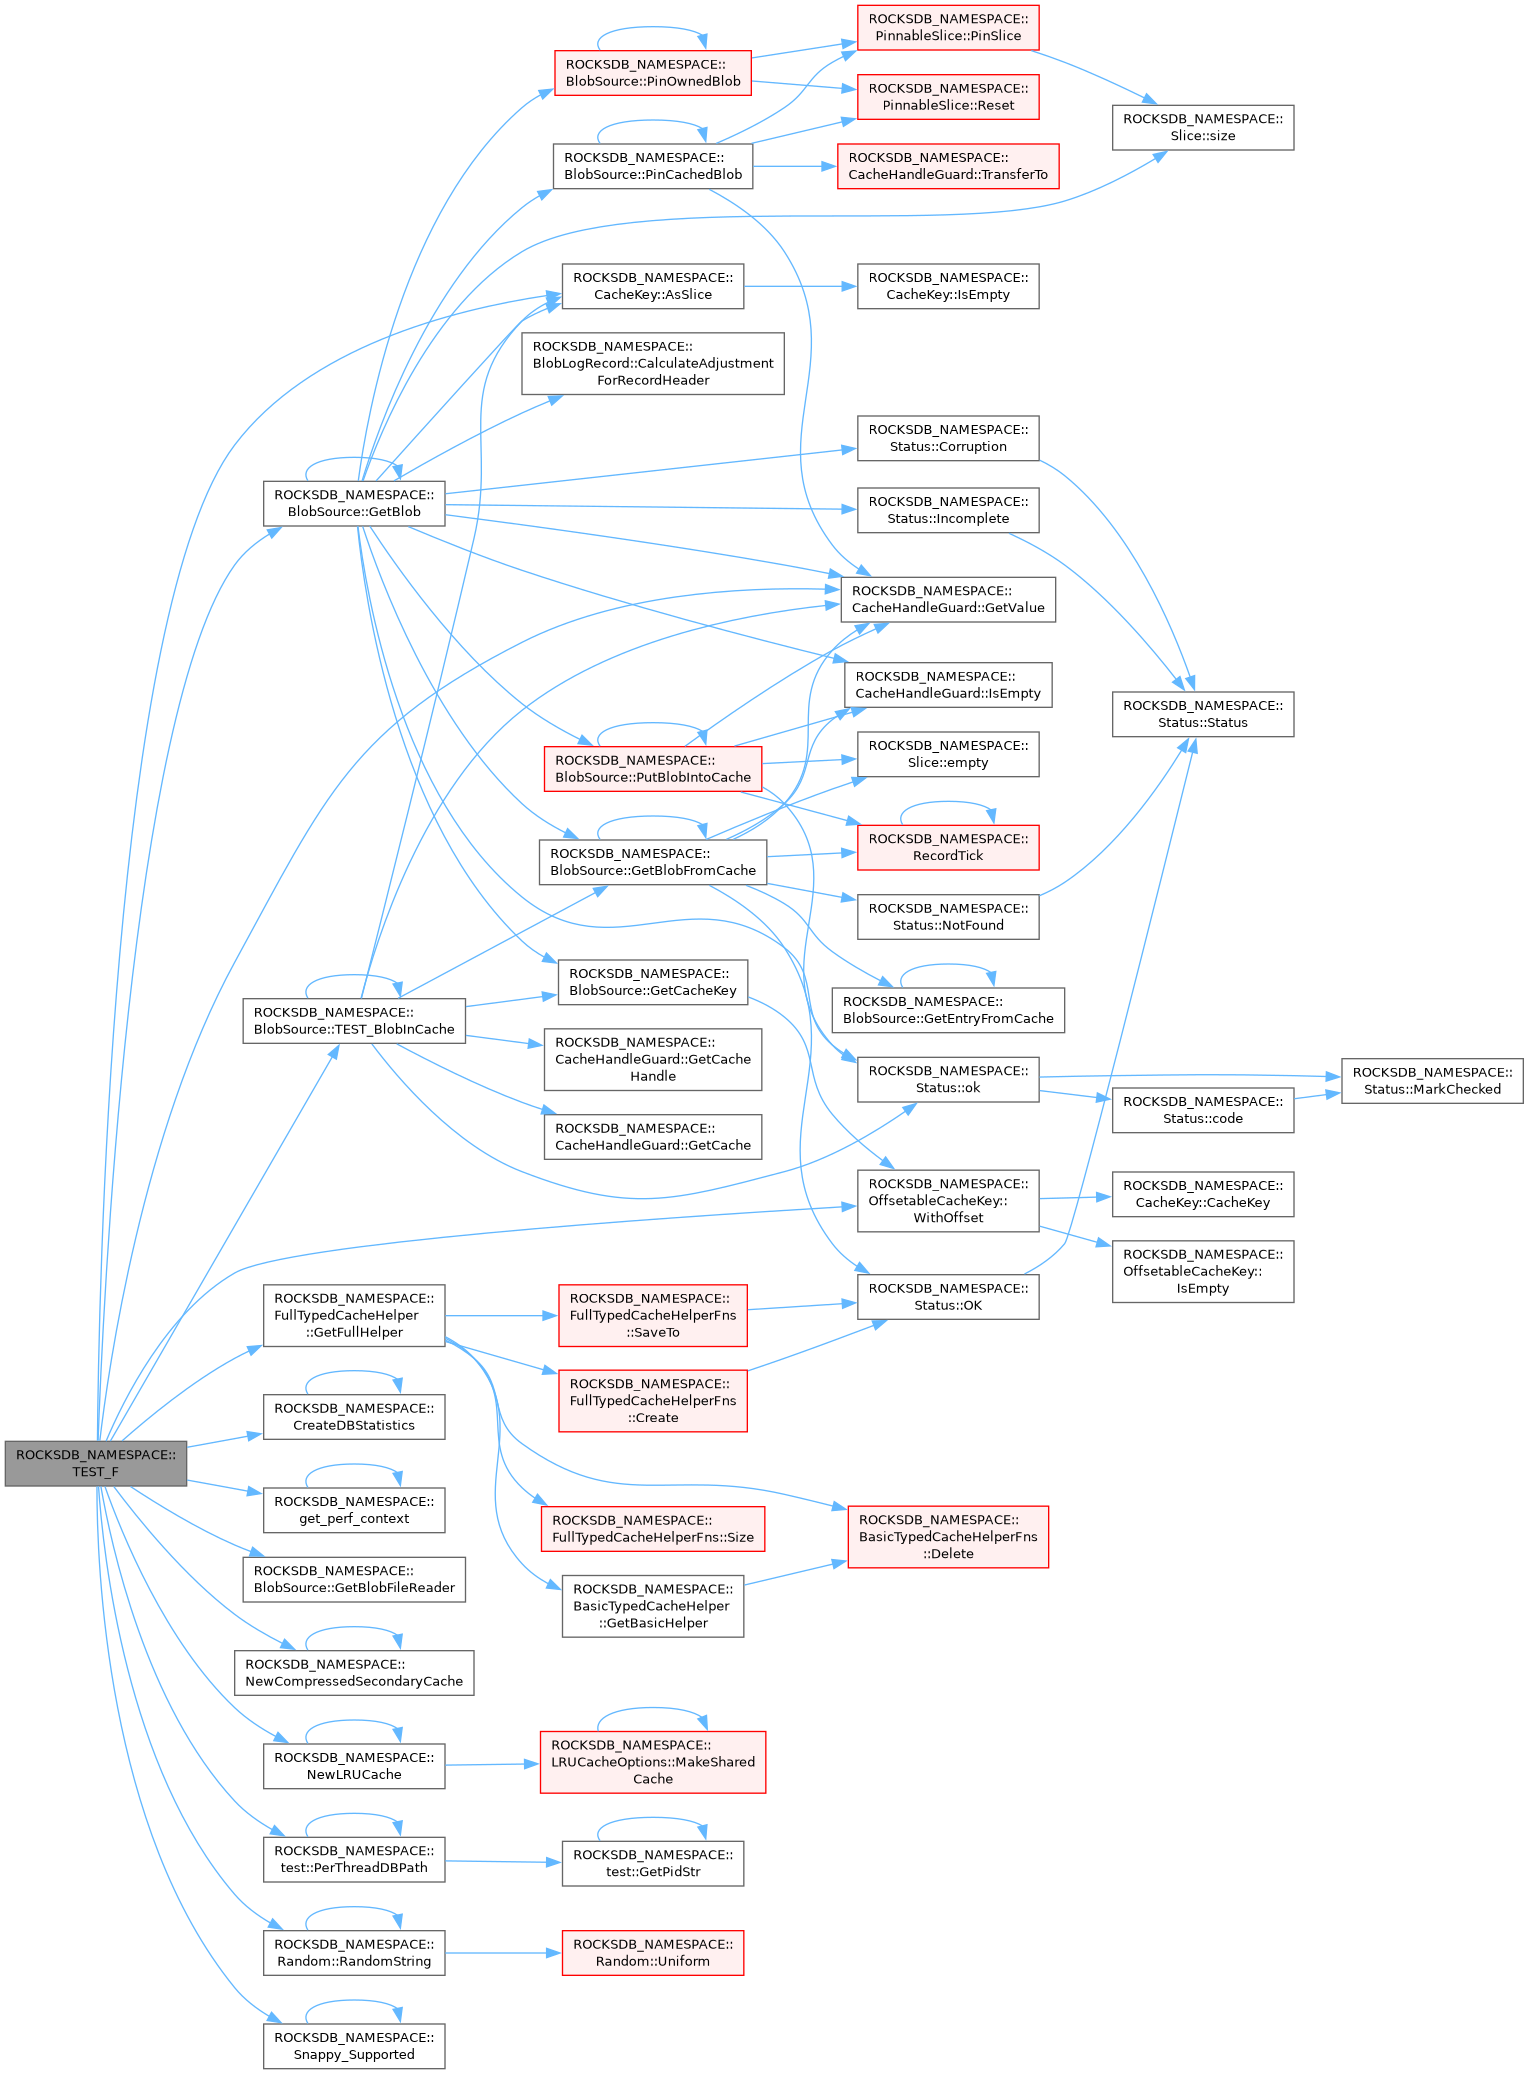 ROCKSDB_NAMESPACE::
PinnableSlice::PinSlice
ROCKSDB_NAMESPACE::
BlobSource::PinOwnedBlob
ROCKSDB_NAMESPACE::
PinnableSlice::Reset
ROCKSDB_NAMESPACE::
Slice::size
ROCKSDB_NAMESPACE::
BlobSource::PinCachedBlob
ROCKSDB_NAMESPACE::
CacheHandleGuard::TransferTo
ROCKSDB_NAMESPACE::
CacheKey::AsSlice
ROCKSDB_NAMESPACE::
CacheKey::IsEmpty
ROCKSDB_NAMESPACE::
BlobLogRecord::CalculateAdjustment
ForRecordHeader
ROCKSDB_NAMESPACE::
Status::Corruption
ROCKSDB_NAMESPACE::
BlobSource::GetBlob
ROCKSDB_NAMESPACE::
Status::Incomplete
ROCKSDB_NAMESPACE::
CacheHandleGuard::GetValue
ROCKSDB_NAMESPACE::
CacheHandleGuard::IsEmpty
ROCKSDB_NAMESPACE::
Status::Status
ROCKSDB_NAMESPACE::
BlobSource::PutBlobIntoCache
ROCKSDB_NAMESPACE::
Slice::empty
ROCKSDB_NAMESPACE::
RecordTick
ROCKSDB_NAMESPACE::
BlobSource::GetBlobFromCache
ROCKSDB_NAMESPACE::
Status::NotFound
ROCKSDB_NAMESPACE::
BlobSource::GetCacheKey
ROCKSDB_NAMESPACE::
BlobSource::GetEntryFromCache
ROCKSDB_NAMESPACE::
BlobSource::TEST_BlobInCache
ROCKSDB_NAMESPACE::
CacheHandleGuard::GetCache
Handle
ROCKSDB_NAMESPACE::
Status::ok
ROCKSDB_NAMESPACE::
Status::MarkChecked
ROCKSDB_NAMESPACE::
Status::code
ROCKSDB_NAMESPACE::
CacheHandleGuard::GetCache
ROCKSDB_NAMESPACE::
OffsetableCacheKey::
WithOffset
ROCKSDB_NAMESPACE::
CacheKey::CacheKey
ROCKSDB_NAMESPACE::
OffsetableCacheKey::
IsEmpty
ROCKSDB_NAMESPACE::
FullTypedCacheHelper
::GetFullHelper
ROCKSDB_NAMESPACE::
FullTypedCacheHelperFns
::SaveTo
ROCKSDB_NAMESPACE::
Status::OK
ROCKSDB_NAMESPACE::
FullTypedCacheHelperFns
::Create
ROCKSDB_NAMESPACE::
CreateDBStatistics
ROCKSDB_NAMESPACE::
TEST_F
ROCKSDB_NAMESPACE::
get_perf_context
ROCKSDB_NAMESPACE::
FullTypedCacheHelperFns::Size
ROCKSDB_NAMESPACE::
BasicTypedCacheHelperFns
::Delete
ROCKSDB_NAMESPACE::
BlobSource::GetBlobFileReader
ROCKSDB_NAMESPACE::
BasicTypedCacheHelper
::GetBasicHelper
ROCKSDB_NAMESPACE::
NewCompressedSecondaryCache
ROCKSDB_NAMESPACE::
NewLRUCache
ROCKSDB_NAMESPACE::
LRUCacheOptions::MakeShared
Cache
ROCKSDB_NAMESPACE::
test::PerThreadDBPath
ROCKSDB_NAMESPACE::
test::GetPidStr
ROCKSDB_NAMESPACE::
Random::RandomString
ROCKSDB_NAMESPACE::
Random::Uniform
ROCKSDB_NAMESPACE::
Snappy_Supported